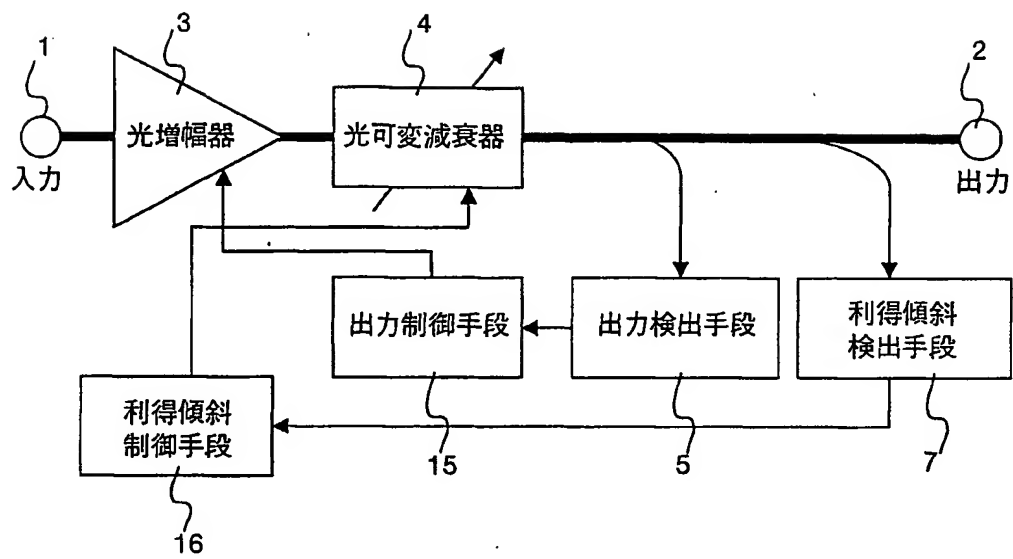 3
4
1
2
光増幅器
光可変減衰器
入力
出力
出力制御手段
出力検出手段
利得傾斜
検出手段
利得傾斜
制御手段
15
5
7
16